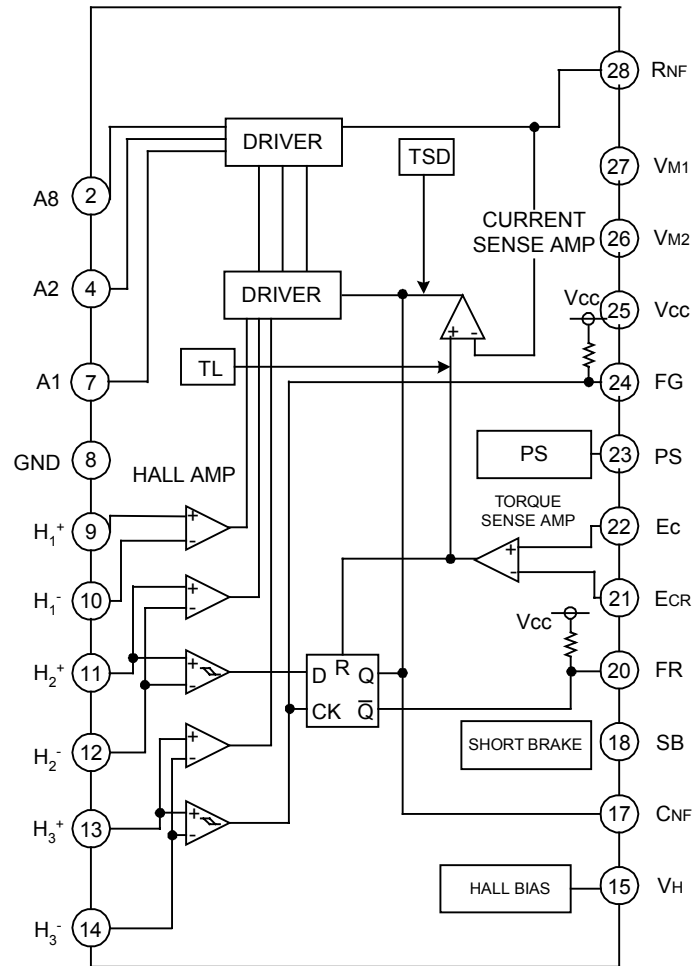 28 RNF
DRIVER
TSD
27 VM1
A8 2
CURRENT
SENSE AMP
26 VM2
A2 4
DRIVER
Vcc
25 Vcc
+ -
TL
A1 7
24 FG
GND 8
HALL AMP
PS
23 PS
TORQUE
SENSE AMP
H1+ 9
+
-
22 Ec
+
-
H1- 10
21 ECR
+
-
Vcc
H2+ 11
+
-
D R Q
20 FR
CK Q̅
H2- 12
+
-
SHORT BRAKE
18 SB
H3+ 13
+
-
17 CNF
HALL BIAS
15 VH
H3- 14